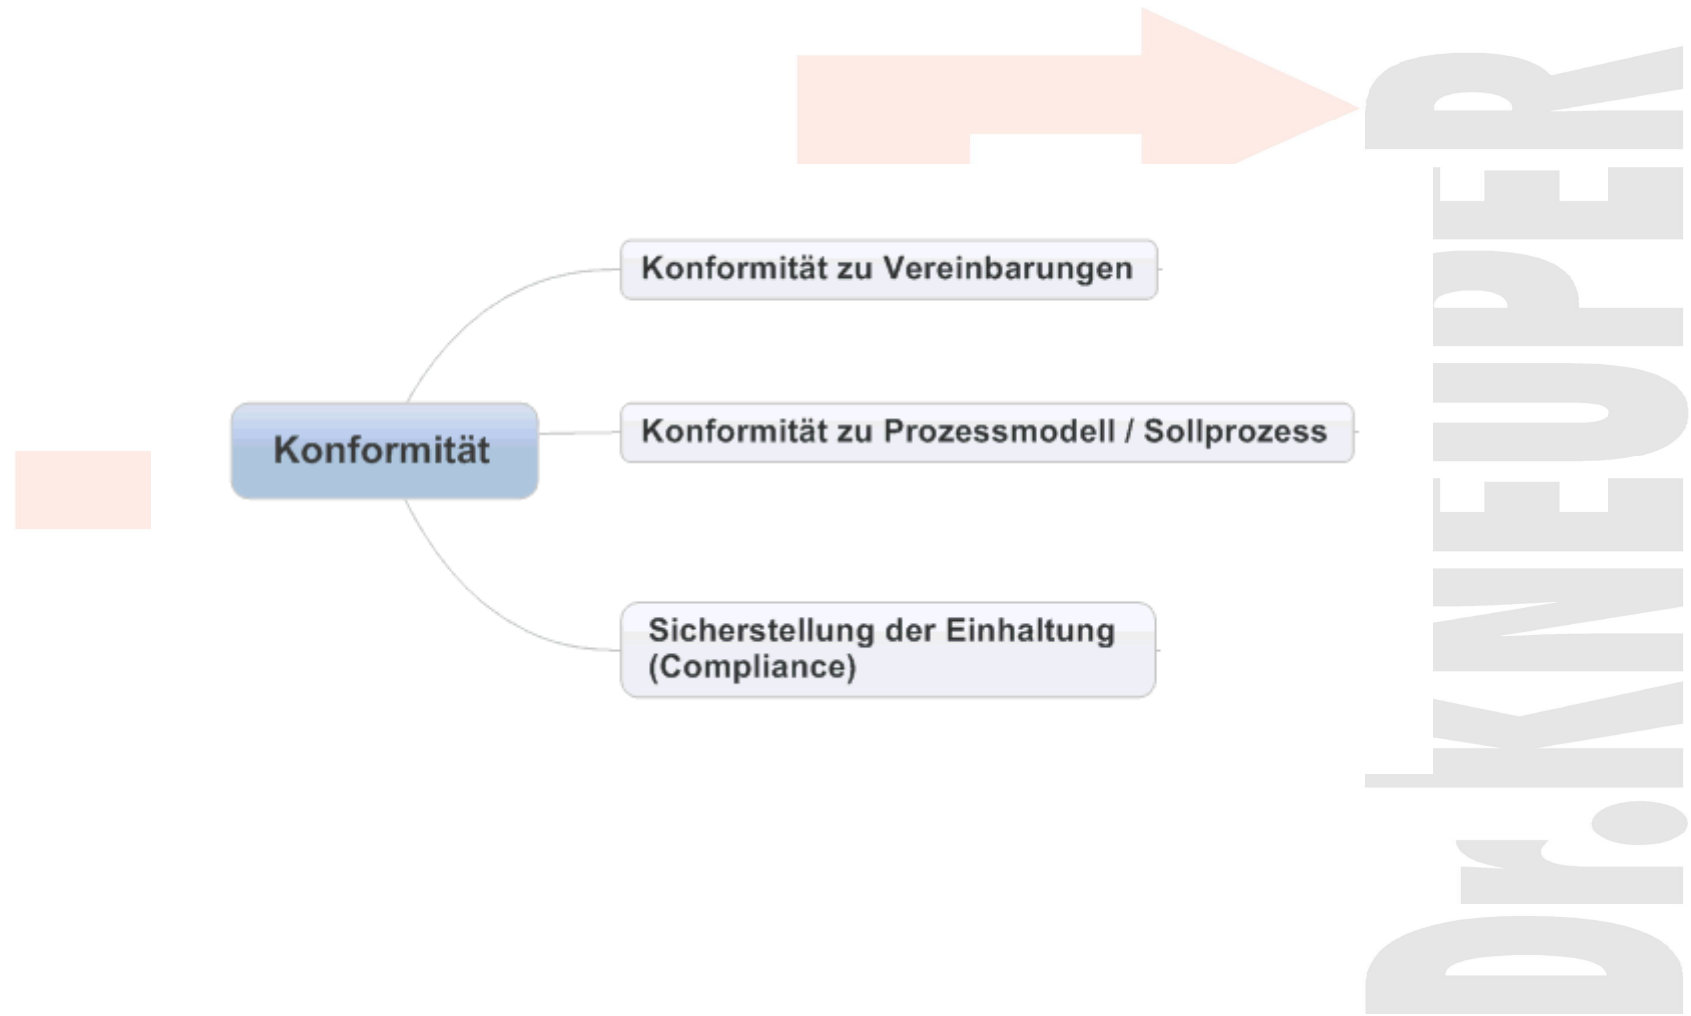 Konformität zu Vereinbarungen
Konformität
Konformität zu Prozessmodell / Sollprozess
Sicherstellung der Einhaltung
(Compliance)
Dr.KNEUPER